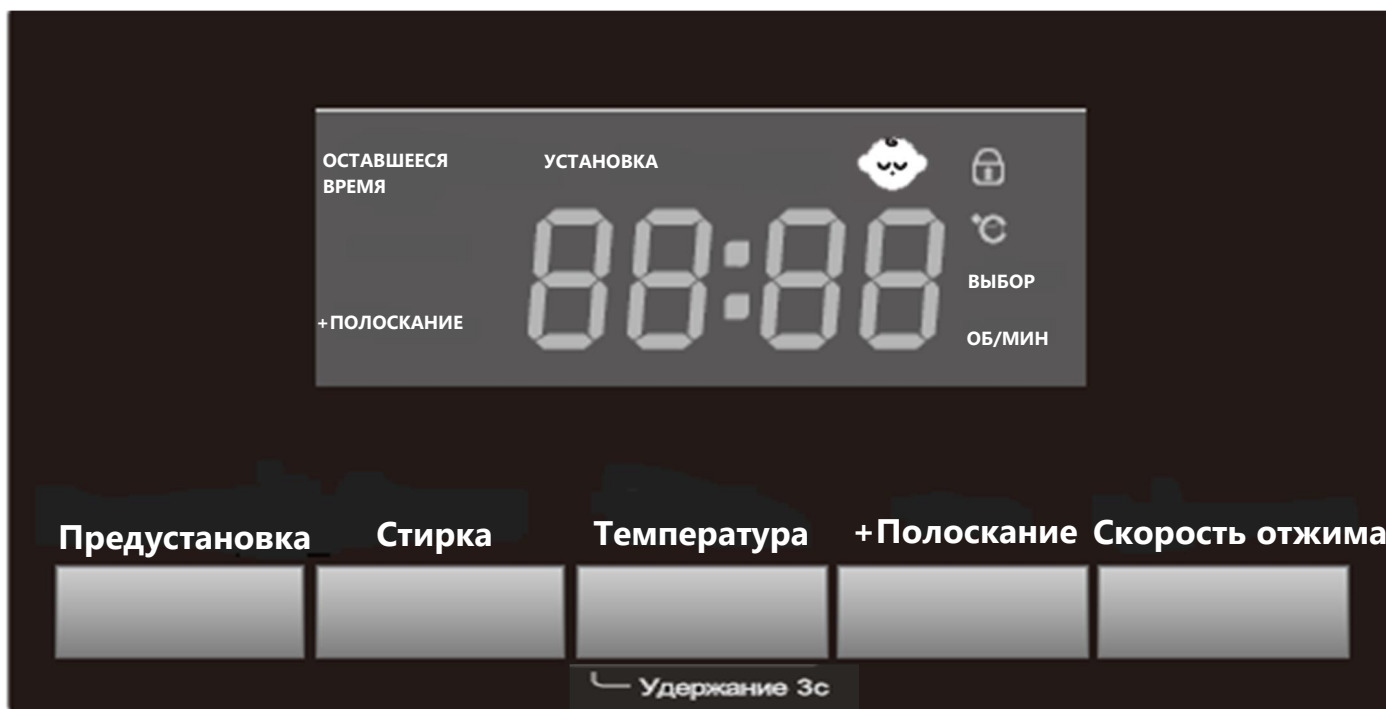 ОСТАВШЕЕСЯ
ВРЕМЯ
УСТАНОВКА
88:88
°C
ВЫБОР
+ПОЛОСКАНИЕ
ОБ/МИН
Предустановка
Стирка
Температура
+Полоскание
Скорость отжима
Удержание 3с